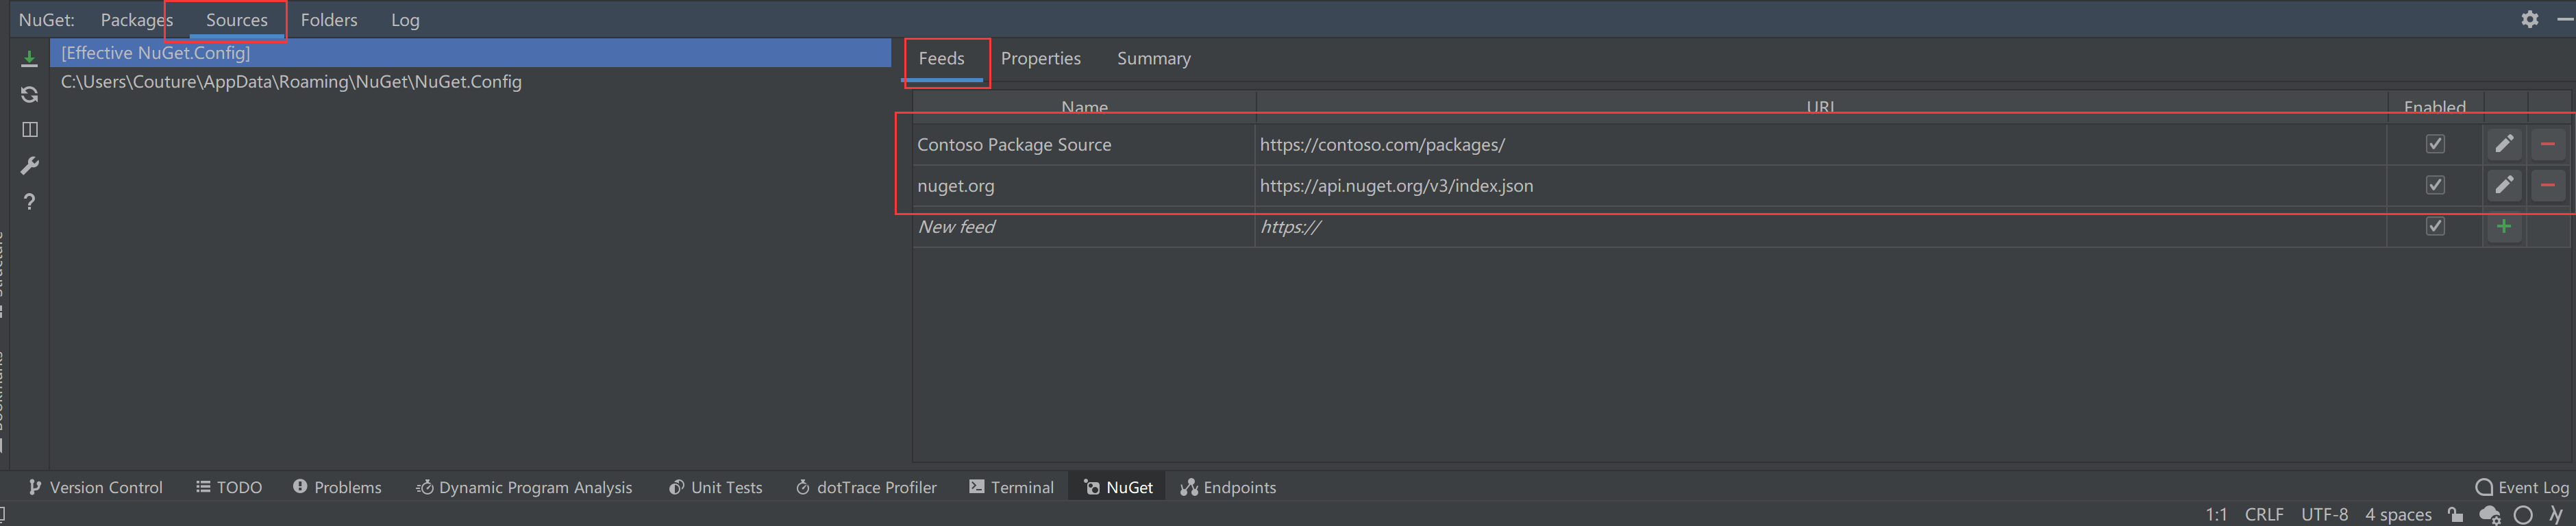 NuGet: Packages Sources Folders Log
[Effective NuGet.Config]
C:\Users\Couture\AppData\Roaming\NuGet\NuGet.Config
Feeds Properties Summary
Name URL Enabled
Contoso Package Source https://contoso.com/packages/
nuget.org https://api.nuget.org/v3/index.json
New feed https://
Structure
Bookmarks
Version Control TODO Problems Dynamic Program Analysis Unit Tests dotTrace Profiler Terminal NuGet Endpoints Event Log
1:1 CRLF UTF-8 4 spaces